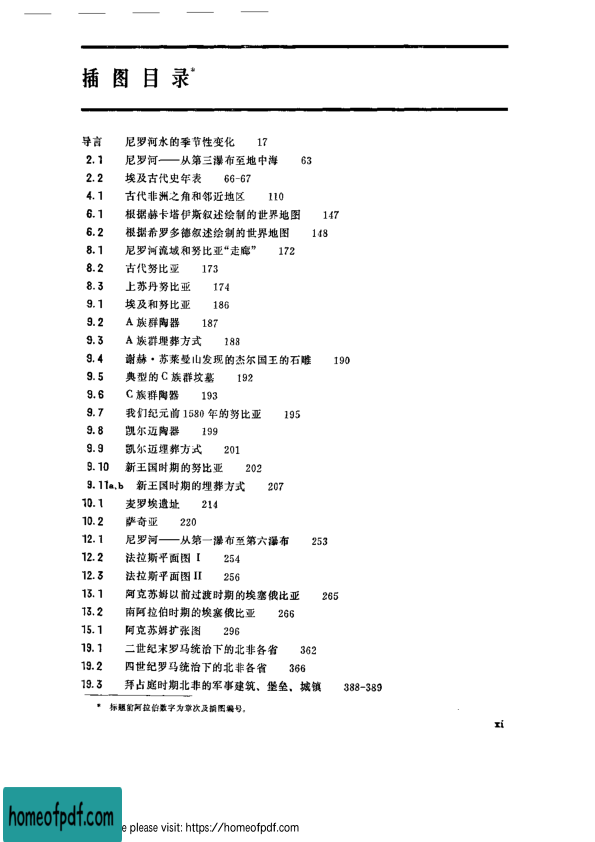 插图目录*
导言 尼罗河水的季节性变化 17
2.1 尼罗河——从第三瀑布至地中海 63
2.2 埃及古代史年表 66-67
4.1 古代非洲之角和邻近地区 110
6.1 根据赫卡塔伊斯叙述绘制的世界地图 147
6.2 根据希罗多德叙述绘制的世界地图 148
8.1 尼罗河流域和努比亚“走廊” 172
8.2 古代努比亚 173
8.3 上苏丹努比亚 174
9.1 埃及和努比亚 186
9.2 A族群陶器 187
9.3 A族群埋葬方式 188
9.4 谢赫·苏莱曼山发现的杰尔国王的石雕 190
9.5 典型的C族群坟墓 192
9.6 C族群陶器 193
9.7 我们纪元前1580年的努比亚 195
9.8 凯尔迈陶器 199
9.9 凯尔迈埋葬方式 201
9.10 新王国时期的努比亚 202
9.11a,b 新王国时期的埋葬方式 207
10.1 麦罗埃遗址 214
10.2 萨奇亚 220
12.1 尼罗河——从第一瀑布至第六瀑布 253
12.2 法拉斯平面图I 254
12.3 法拉斯平面图II 256
13.1 阿克苏姆以前过渡时期的埃塞俄比亚 265
13.2 南阿拉伯时期的埃塞俄比亚 266
15.1 阿克苏姆扩张图 296
19.1 二世纪末罗马统治下的北非各省 362
19.2 四世纪罗马统治下的北非各省 366
19.3 拜占庭时期北非的军事建筑、堡垒,城镇 388-389
* 标题前阿拉伯数字为章次及插图编号。
xi
homeofpdf.com
e please visit: https://homeofpdf.com